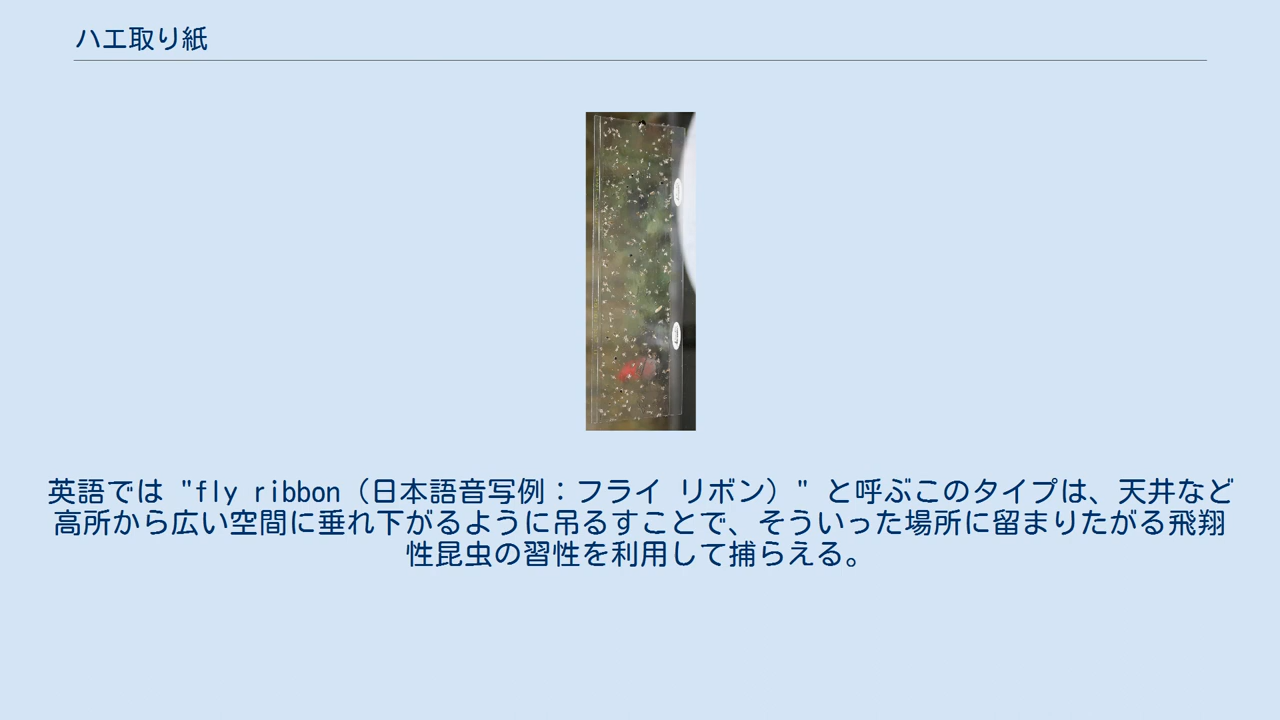 ハエ取り紙
英語では "fly ribbon（日本語音写例：フライ リボン）" と呼ぶこのタイプは、天井など
高所から広い空間に垂れ下がるように吊るすことで、そういった場所に留まりたがる飛翔
性昆虫の習性を利用して捕らえる。